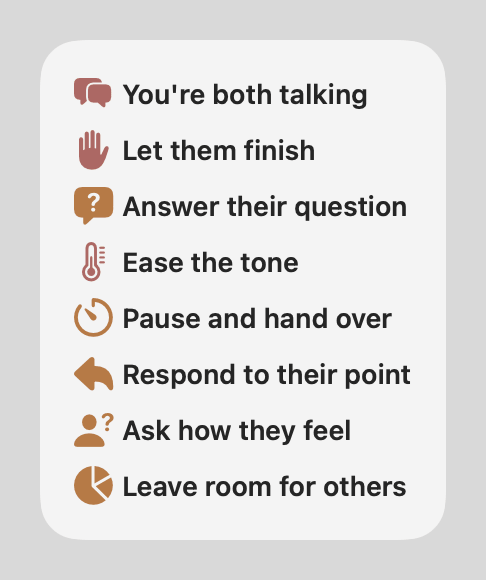 You're both talking
Let them finish
Answer their question
Ease the tone
Pause and hand over
Respond to their point
Ask how they feel
Leave room for others